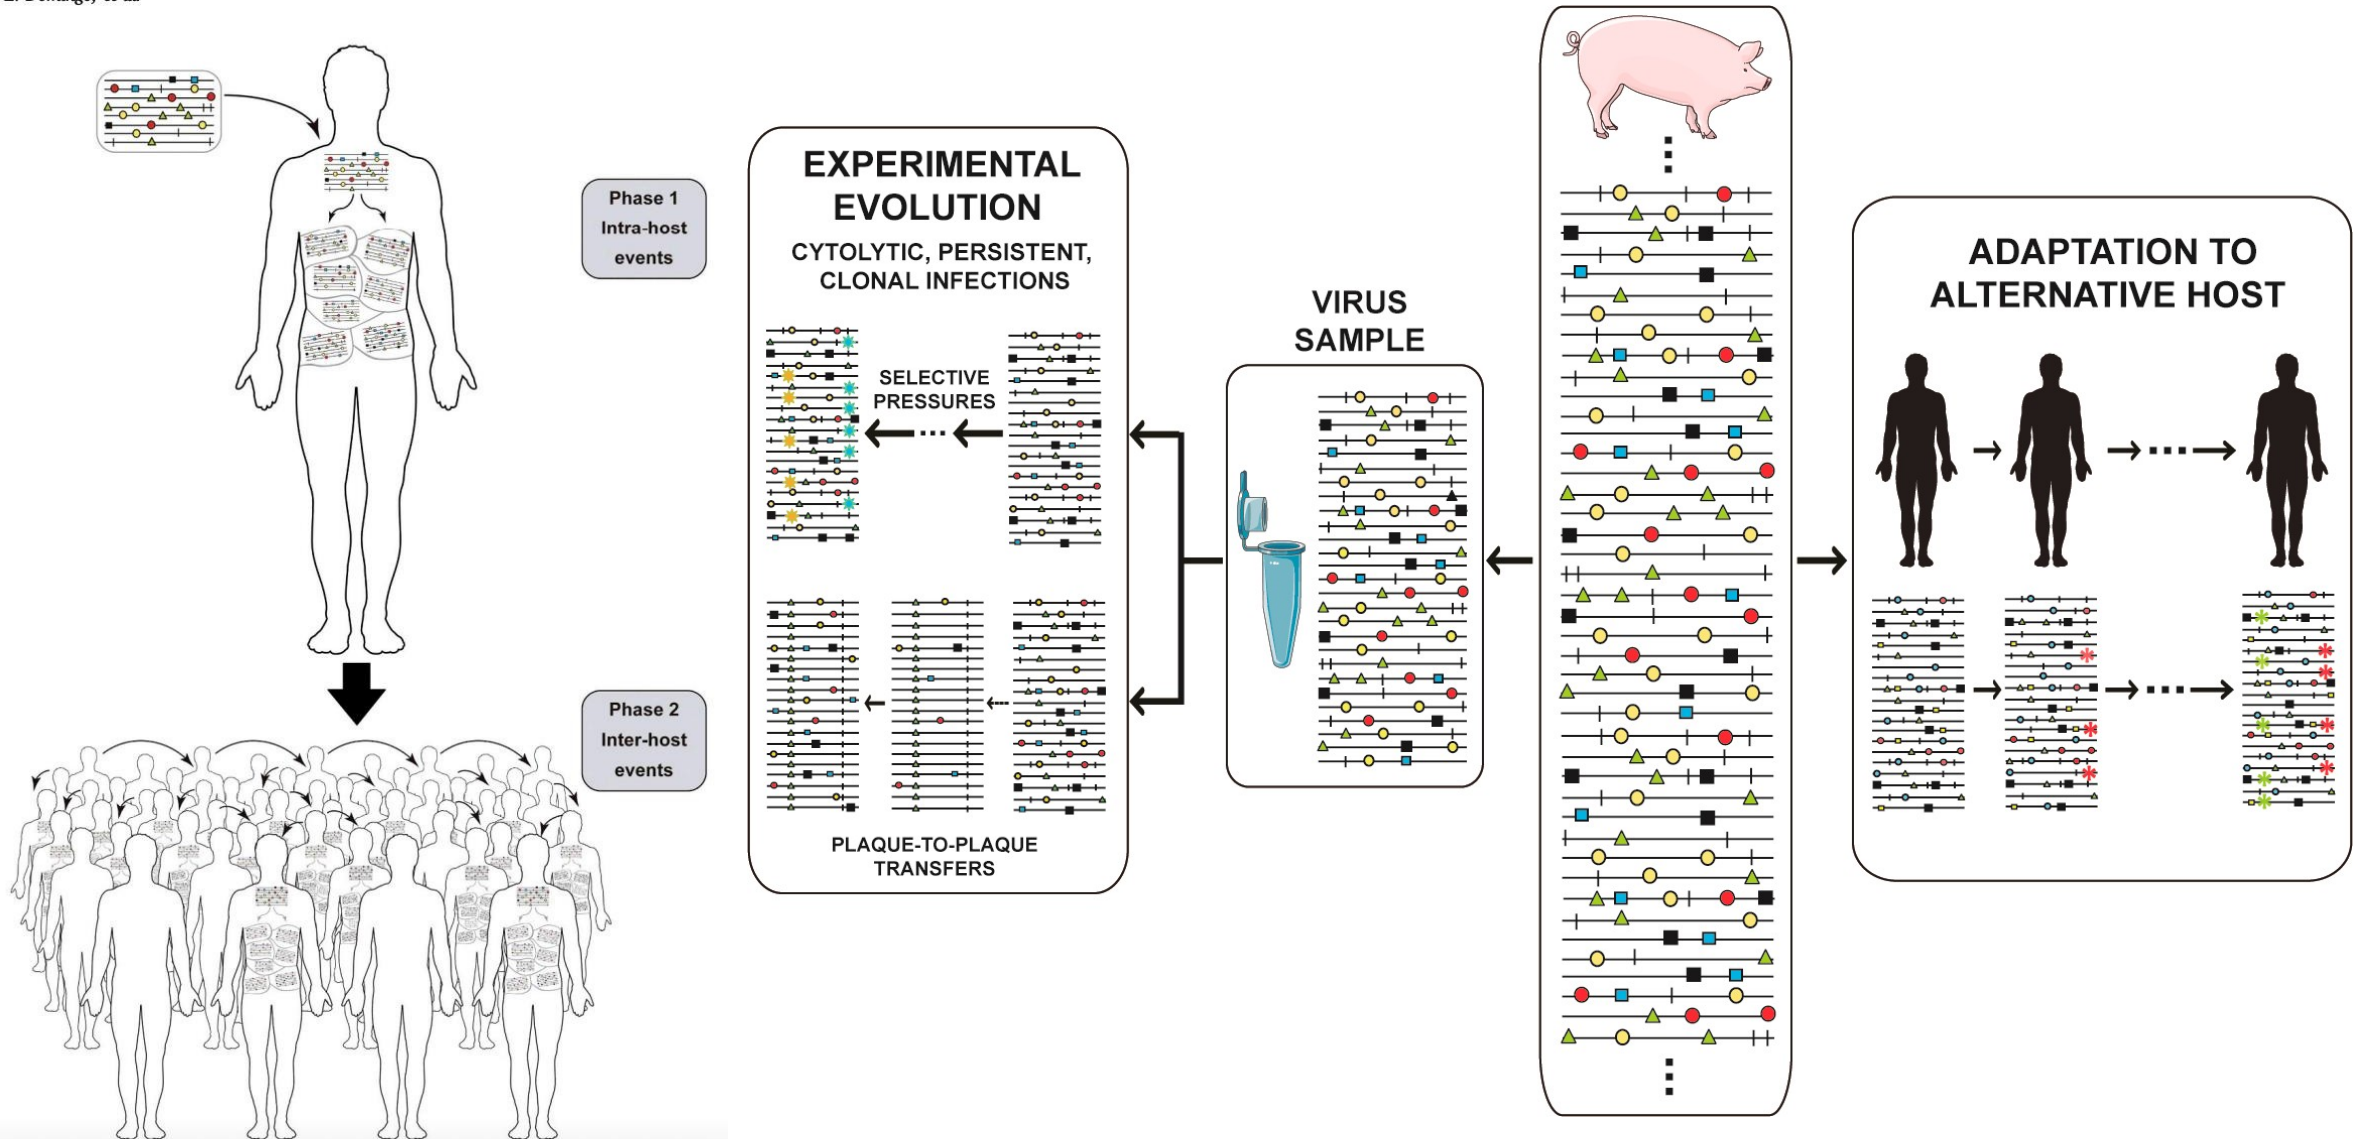 Phase 1
Intra-host
events
Phase 2
Inter-host
events
EXPERIMENTAL
EVOLUTION
CYTOLYTIC, PERSISTENT,
CLONAL INFECTIONS
SELECTIVE
PRESSURES
PLAQUE-TO-PLAQUE
TRANSFERS
VIRUS
SAMPLE
ADAPTATION TO
ALTERNATIVE HOST